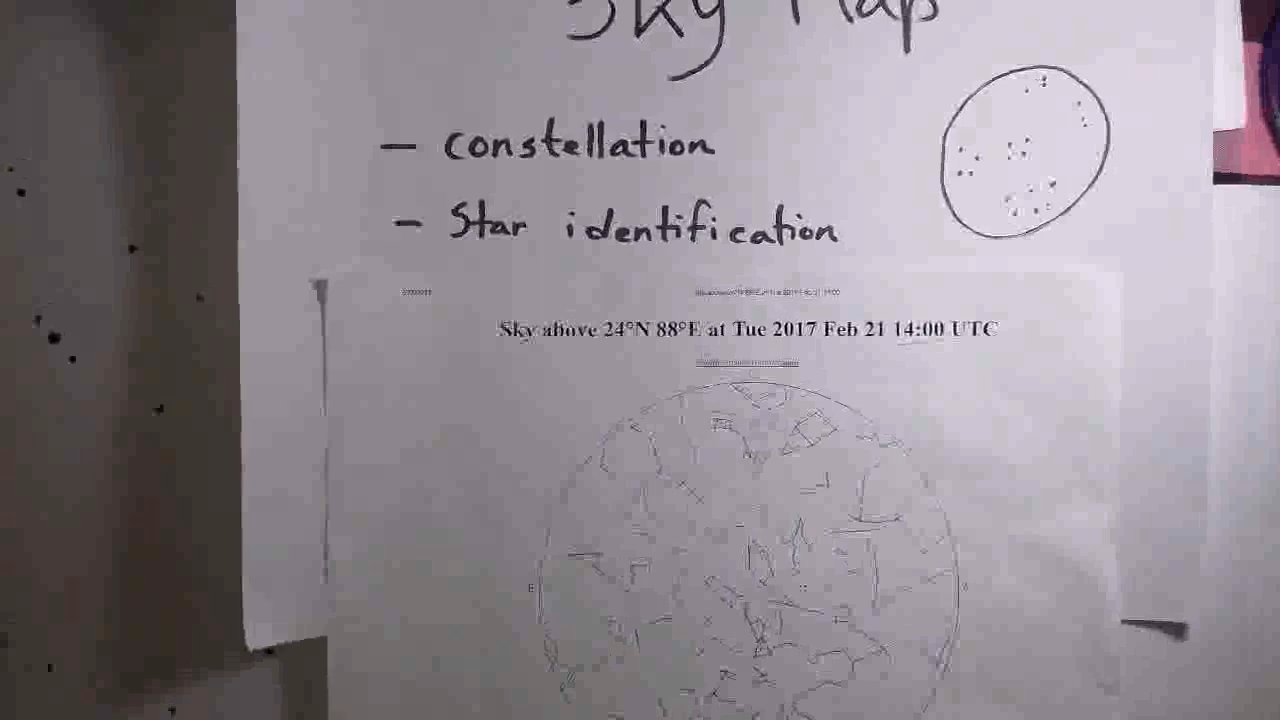 Sky Map
- constellation
- Star identification
Sky above 24°N 88°E at Tue 2017 Feb 21 14:00 UTC
E